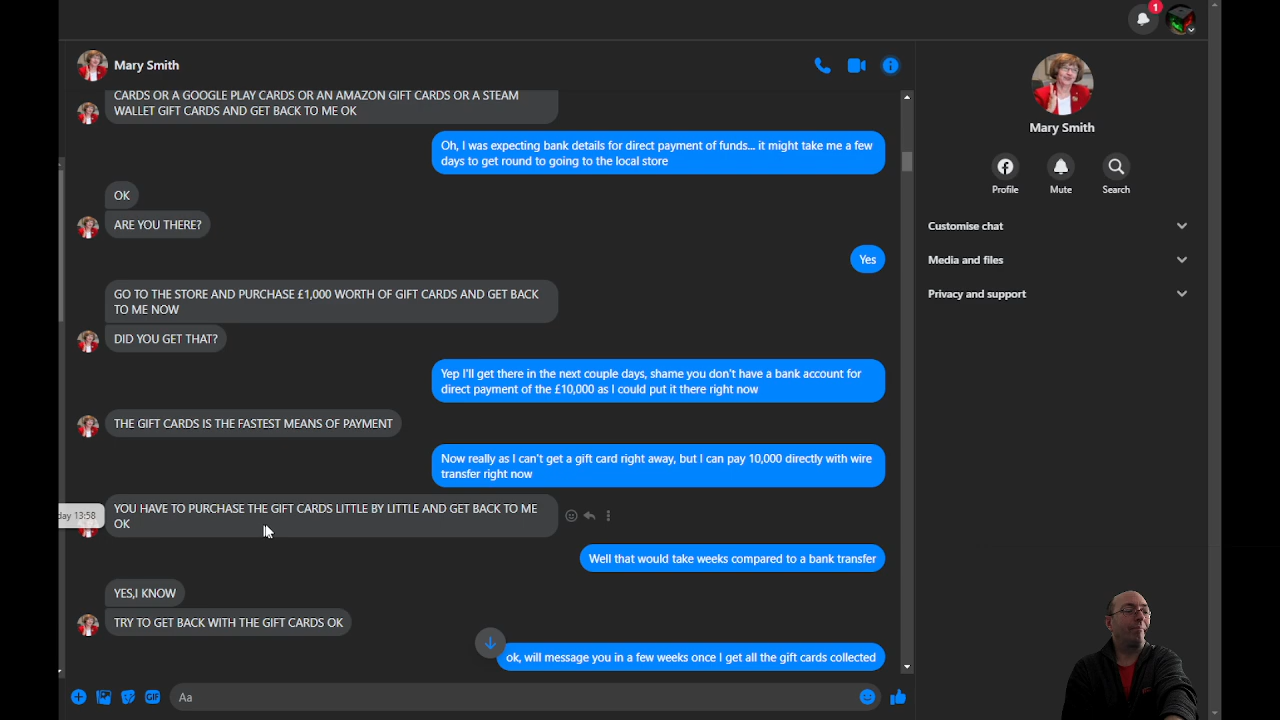 1
Mary Smith
CARDS OR A GOOGLE PLAY CARDS OR AN AMAZON GIFT CARDS OR A STEAM
WALLET GIFT CARDS AND GET BACK TO ME OK
Oh, I was expecting bank details for direct payment of funds... it might take me a few
days to get round to going to the local store
OK
ARE YOU THERE?
Yes
GO TO THE STORE AND PURCHASE £1,000 WORTH OF GIFT CARDS AND GET BACK
TO ME NOW
DID YOU GET THAT?
Yep I'll get there in the next couple days, shame you don't have a bank account for
direct payment of the £10,000 as I could put it there right now
THE GIFT CARDS IS THE FASTEST MEANS OF PAYMENT
Now really as I can't get a gift card right away, but I can pay 10,000 directly with wire
transfer right now
day 13:58
YOU HAVE TO PURCHASE THE GIFT CARDS LITTLE BY LITTLE AND GET BACK TO ME
OK
Well that would take weeks compared to a bank transfer
YES,I KNOW
TRY TO GET BACK WITH THE GIFT CARDS OK
ok, will message you in a few weeks once I get all the gift cards collected
GIF
Aa
Mary Smith
Profile
Mute
Search
Customise chat
Media and files
Privacy and support